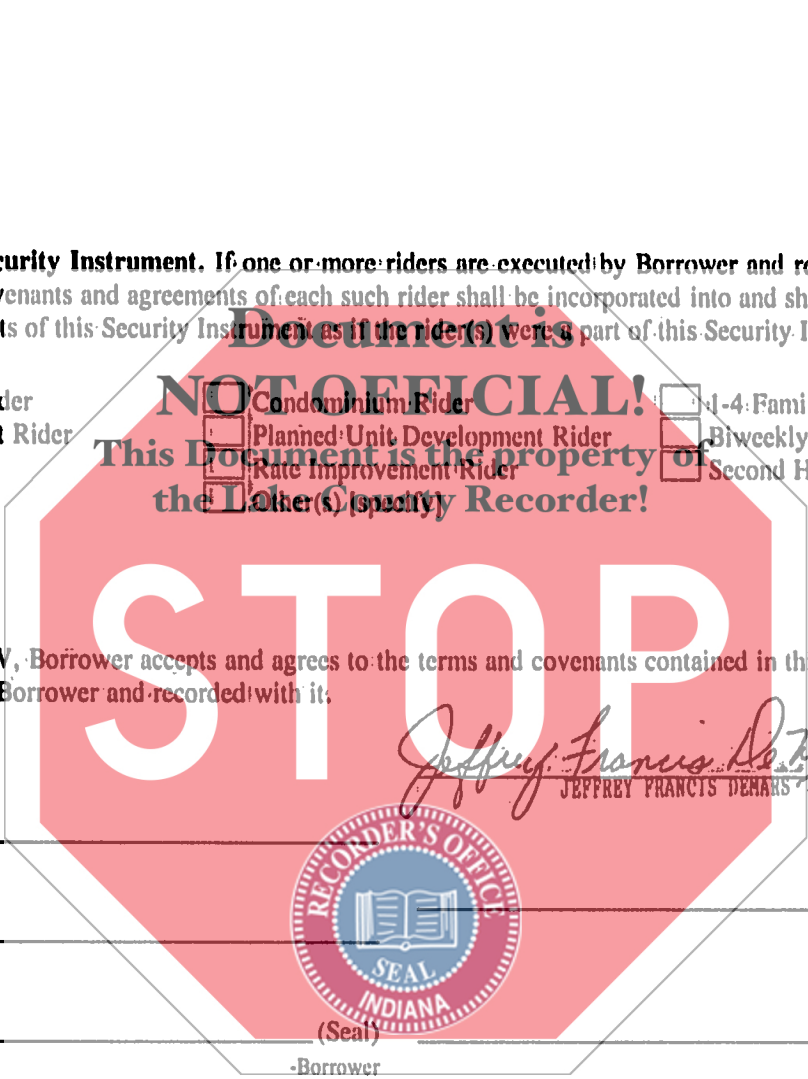 curity Instrument. If one or more riders are executed by Borrower and re
venants and agreements of each such rider shall be incorporated into and sh
ts of this Security Instrument as if the rider(s) were a part of this Security I
Document is
NOT OFFICIAL!
This Document is the property of
the Lake County Recorder!
der
Condominium Rider
1-4 Fami
t Rider
Planned Unit Development Rider
Biweekly
Rate Improvement Rider
Second H
Other(s) [specify]
STOP
, Borrower accepts and agrees to the terms and covenants contained in th
Borrower and recorded with it.
Jeffrey Francis De
JEFFREY FRANCIS DEMARS
RECORDER'S OFFICE
SEAL
INDIANA
(Seal)
-Borrower